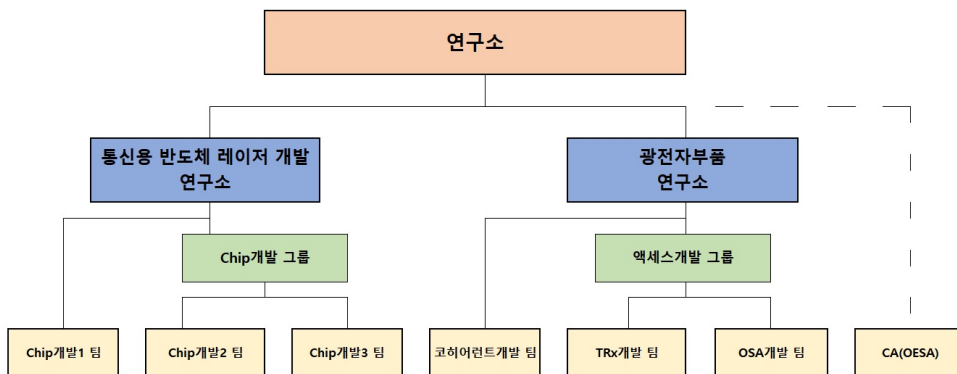 연구소
통신용 반도체 레이저 개발
연구소
광전자부품
연구소
Chip개발 그룹
액세스개발 그룹
Chip개발1 팀
Chip개발2 팀
Chip개발3 팀
코히어런트개발 팀
TRx개발 팀
OSA개발 팀
CA(OESA)